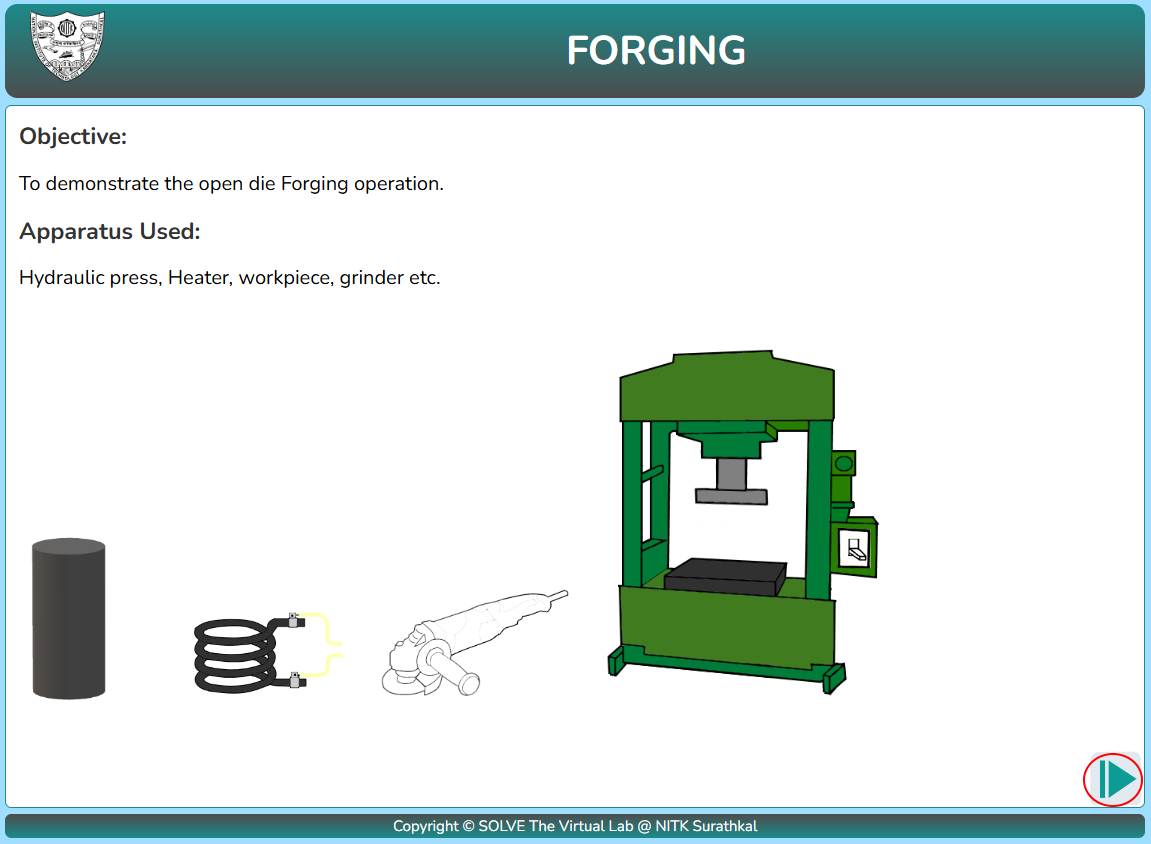 FORGING
Objective:
To demonstrate the open die Forging operation.
Apparatus Used:
Hydraulic press, Heater, workpiece, grinder etc.
Copyright © SOLVE The Virtual Lab @ NITK Surathkal